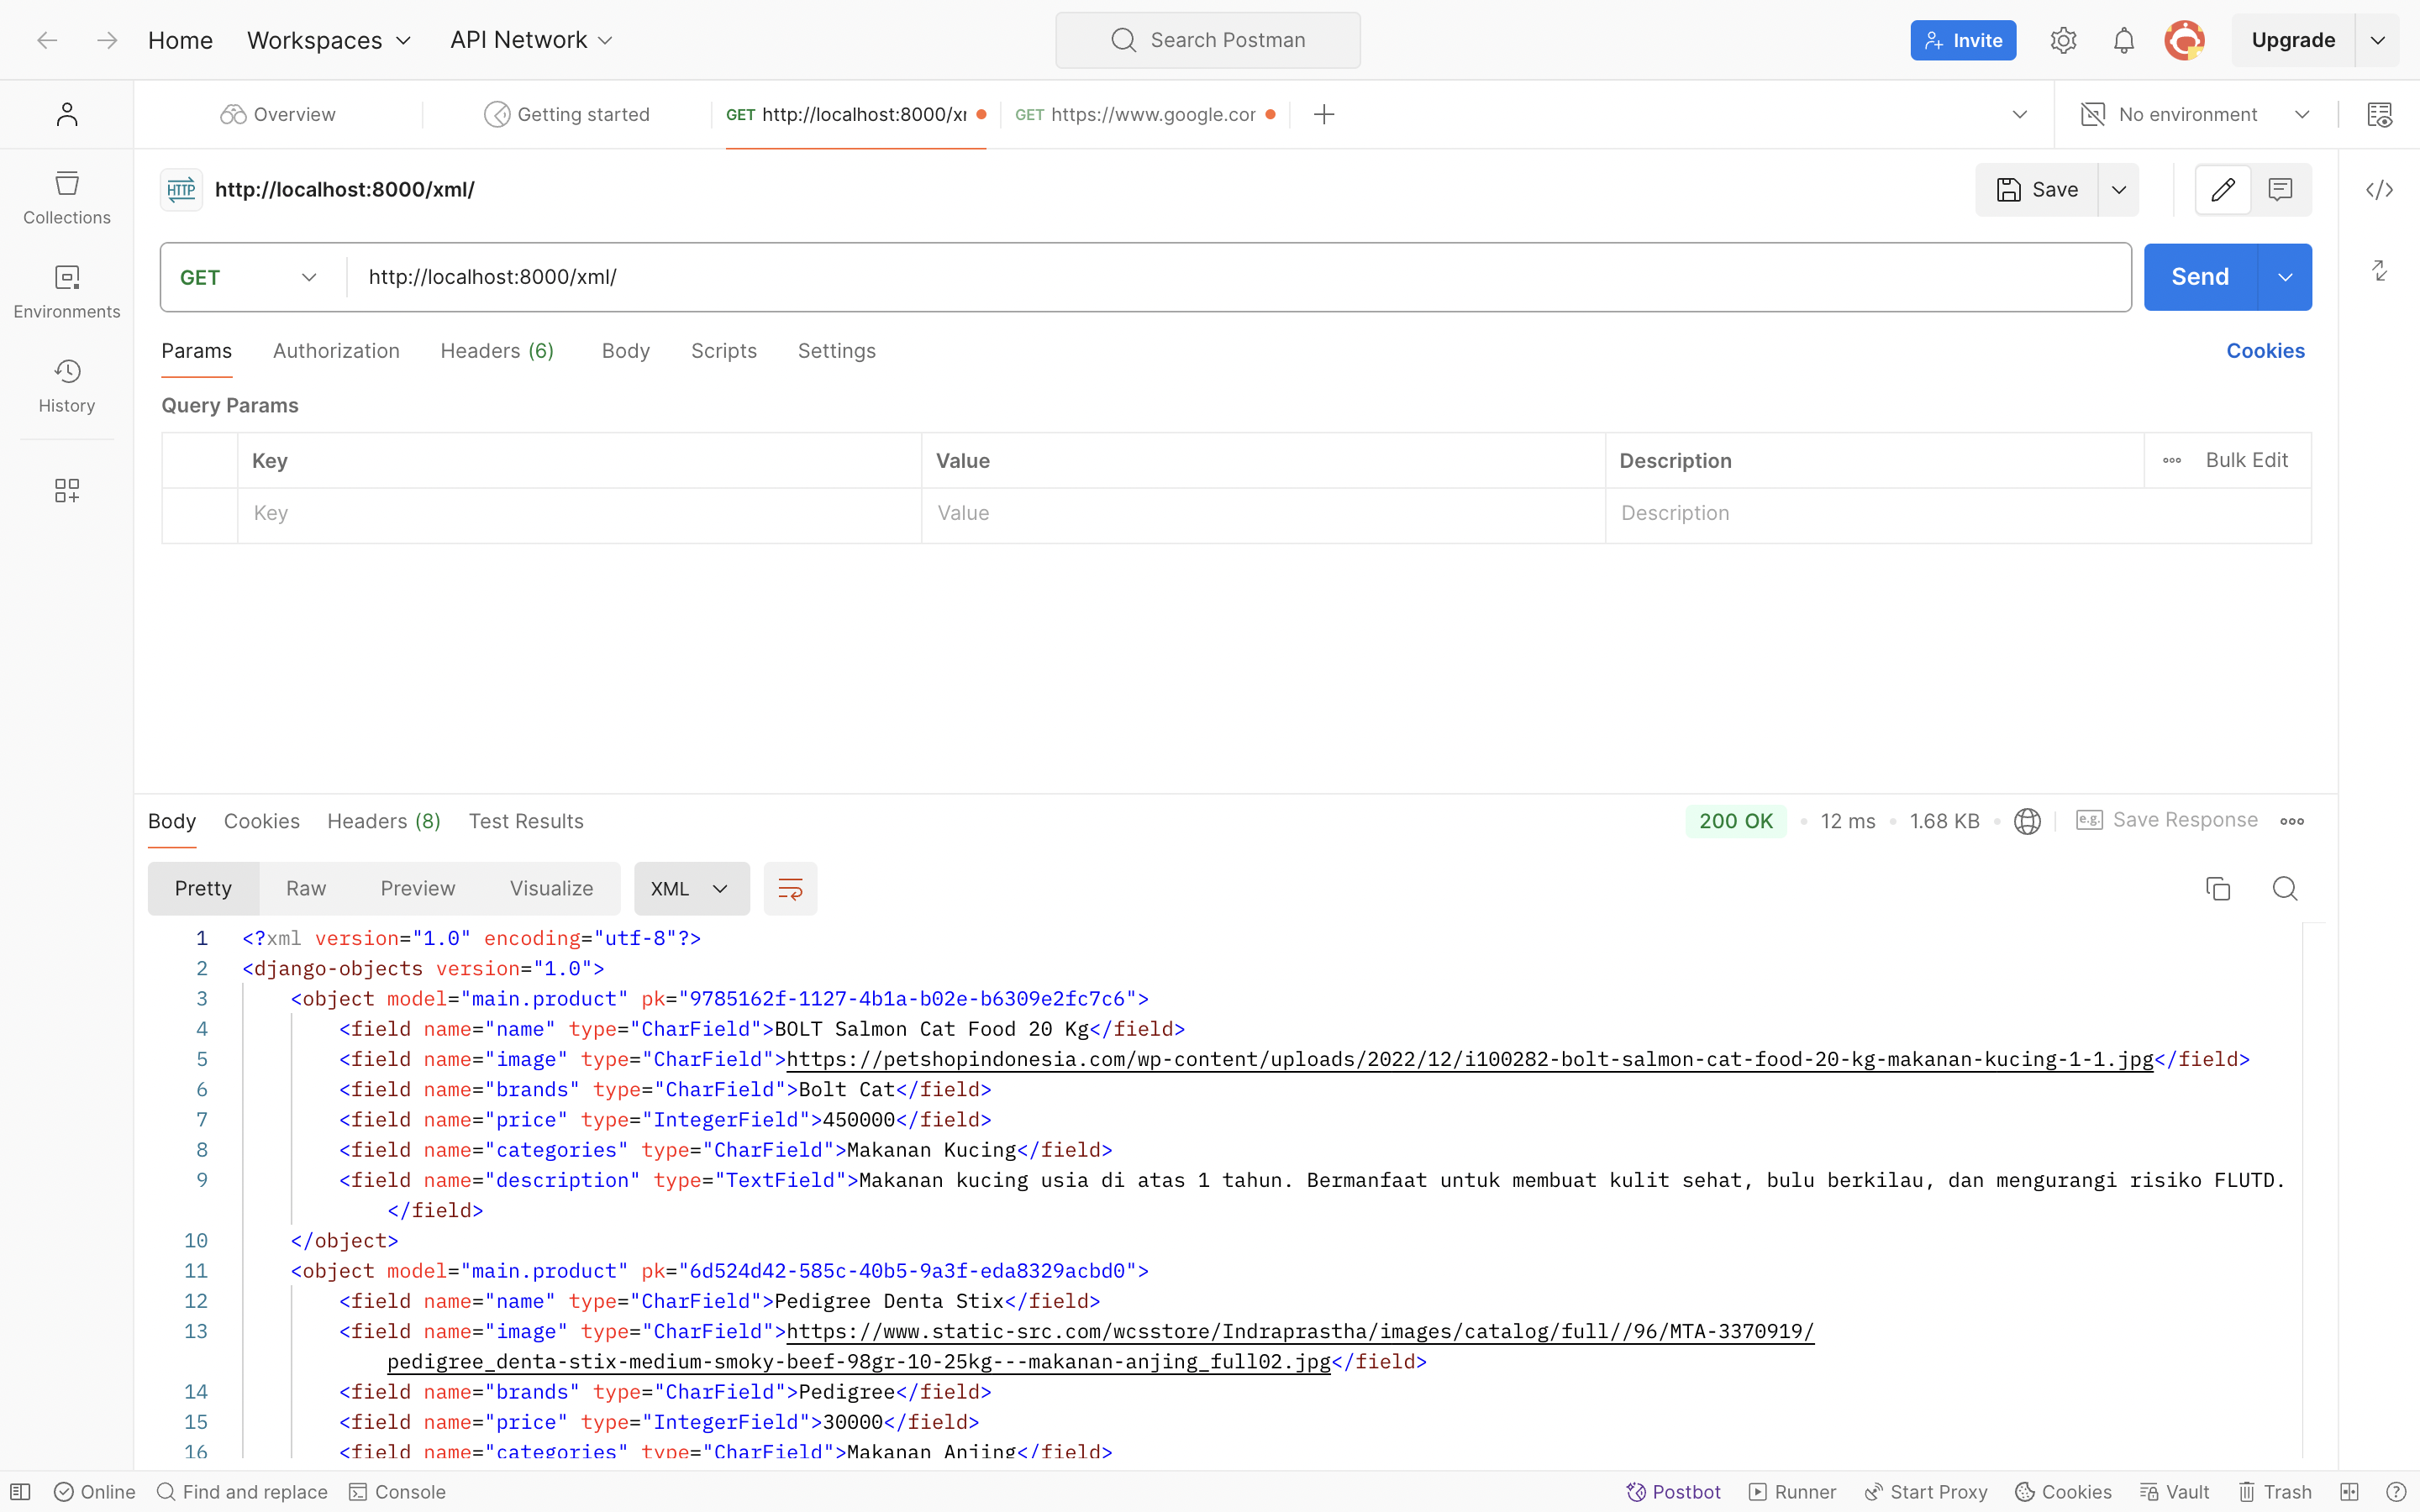 Home Workspaces API Network Search Postman Invite Upgrade
Overview Getting started GET http://localhost:8000/x GET https://www.google.cor No environment
HTTP http://localhost:8000/xml/ Save
GET http://localhost:8000/xml/ Send
Params Authorization Headers (6) Body Scripts Settings Cookies
Collections
Environments
History
Query Params
Key Value Description Bulk Edit
Key Value Description
Body Cookies Headers (8) Test Results 200 OK 12 ms 1.68 KB e.g. Save Response
Pretty Raw Preview Visualize XML
1 <?xml version="1.0" encoding="utf-8"?>
2 <django-objects version="1.0">
3 <object model="main.product" pk="9785162f-1127-4b1a-b02e-b6309e2fc7c6">
4 <field name="name" type="CharField">BOLT Salmon Cat Food 20 Kg</field>
5 <field name="image" type="CharField">https://petshopindonesia.com/wp-content/uploads/2022/12/i100282-bolt-salmon-cat-food-20-kg-makanan-kucing-1-1.jpg</field>
6 <field name="brands" type="CharField">Bolt Cat</field>
7 <field name="price" type="IntegerField">450000</field>
8 <field name="categories" type="CharField">Makanan Kucing</field>
9 <field name="description" type="TextField">Makanan kucing usia di atas 1 tahun. Bermanfaat untuk membuat kulit sehat, bulu berkilau, dan mengurangi risiko FLUTD.
</field>
10 </object>
11 <object model="main.product" pk="6d524d42-585c-40b5-9a3f-eda8329acbd0">
12 <field name="name" type="CharField">Pedigree Denta Stix</field>
13 <field name="image" type="CharField">https://www.static-src.com/wcsstore/Indraprastha/images/catalog/full//96/MTA-3370919/
pedigree_denta-stix-medium-smoky-beef-98gr-10-25kg---makanan-anjing_full02.jpg</field>
14 <field name="brands" type="CharField">Pedigree</field>
15 <field name="price" type="IntegerField">30000</field>
16 <field name="categories" type="CharField">Makanan Anjing</field>
Online Find and replace Console Postbot Runner Start Proxy Cookies Vault Trash